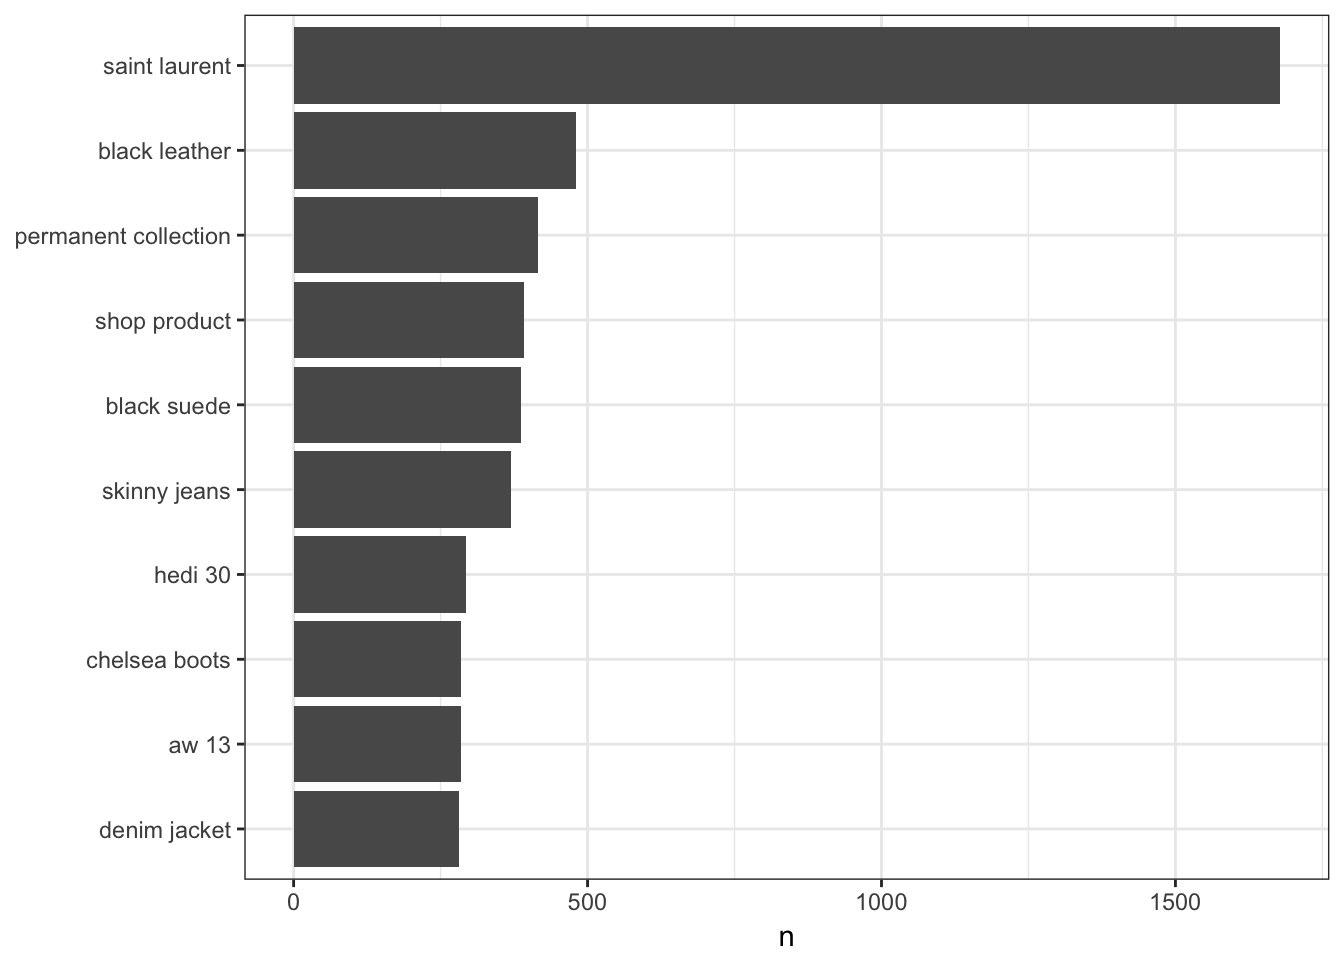 saint laurent
black leather
permanent collection
shop product
black suede
skinny jeans
hedi 30
chelsea boots
aw 13
denim jacket
0 500 1000 1500
n